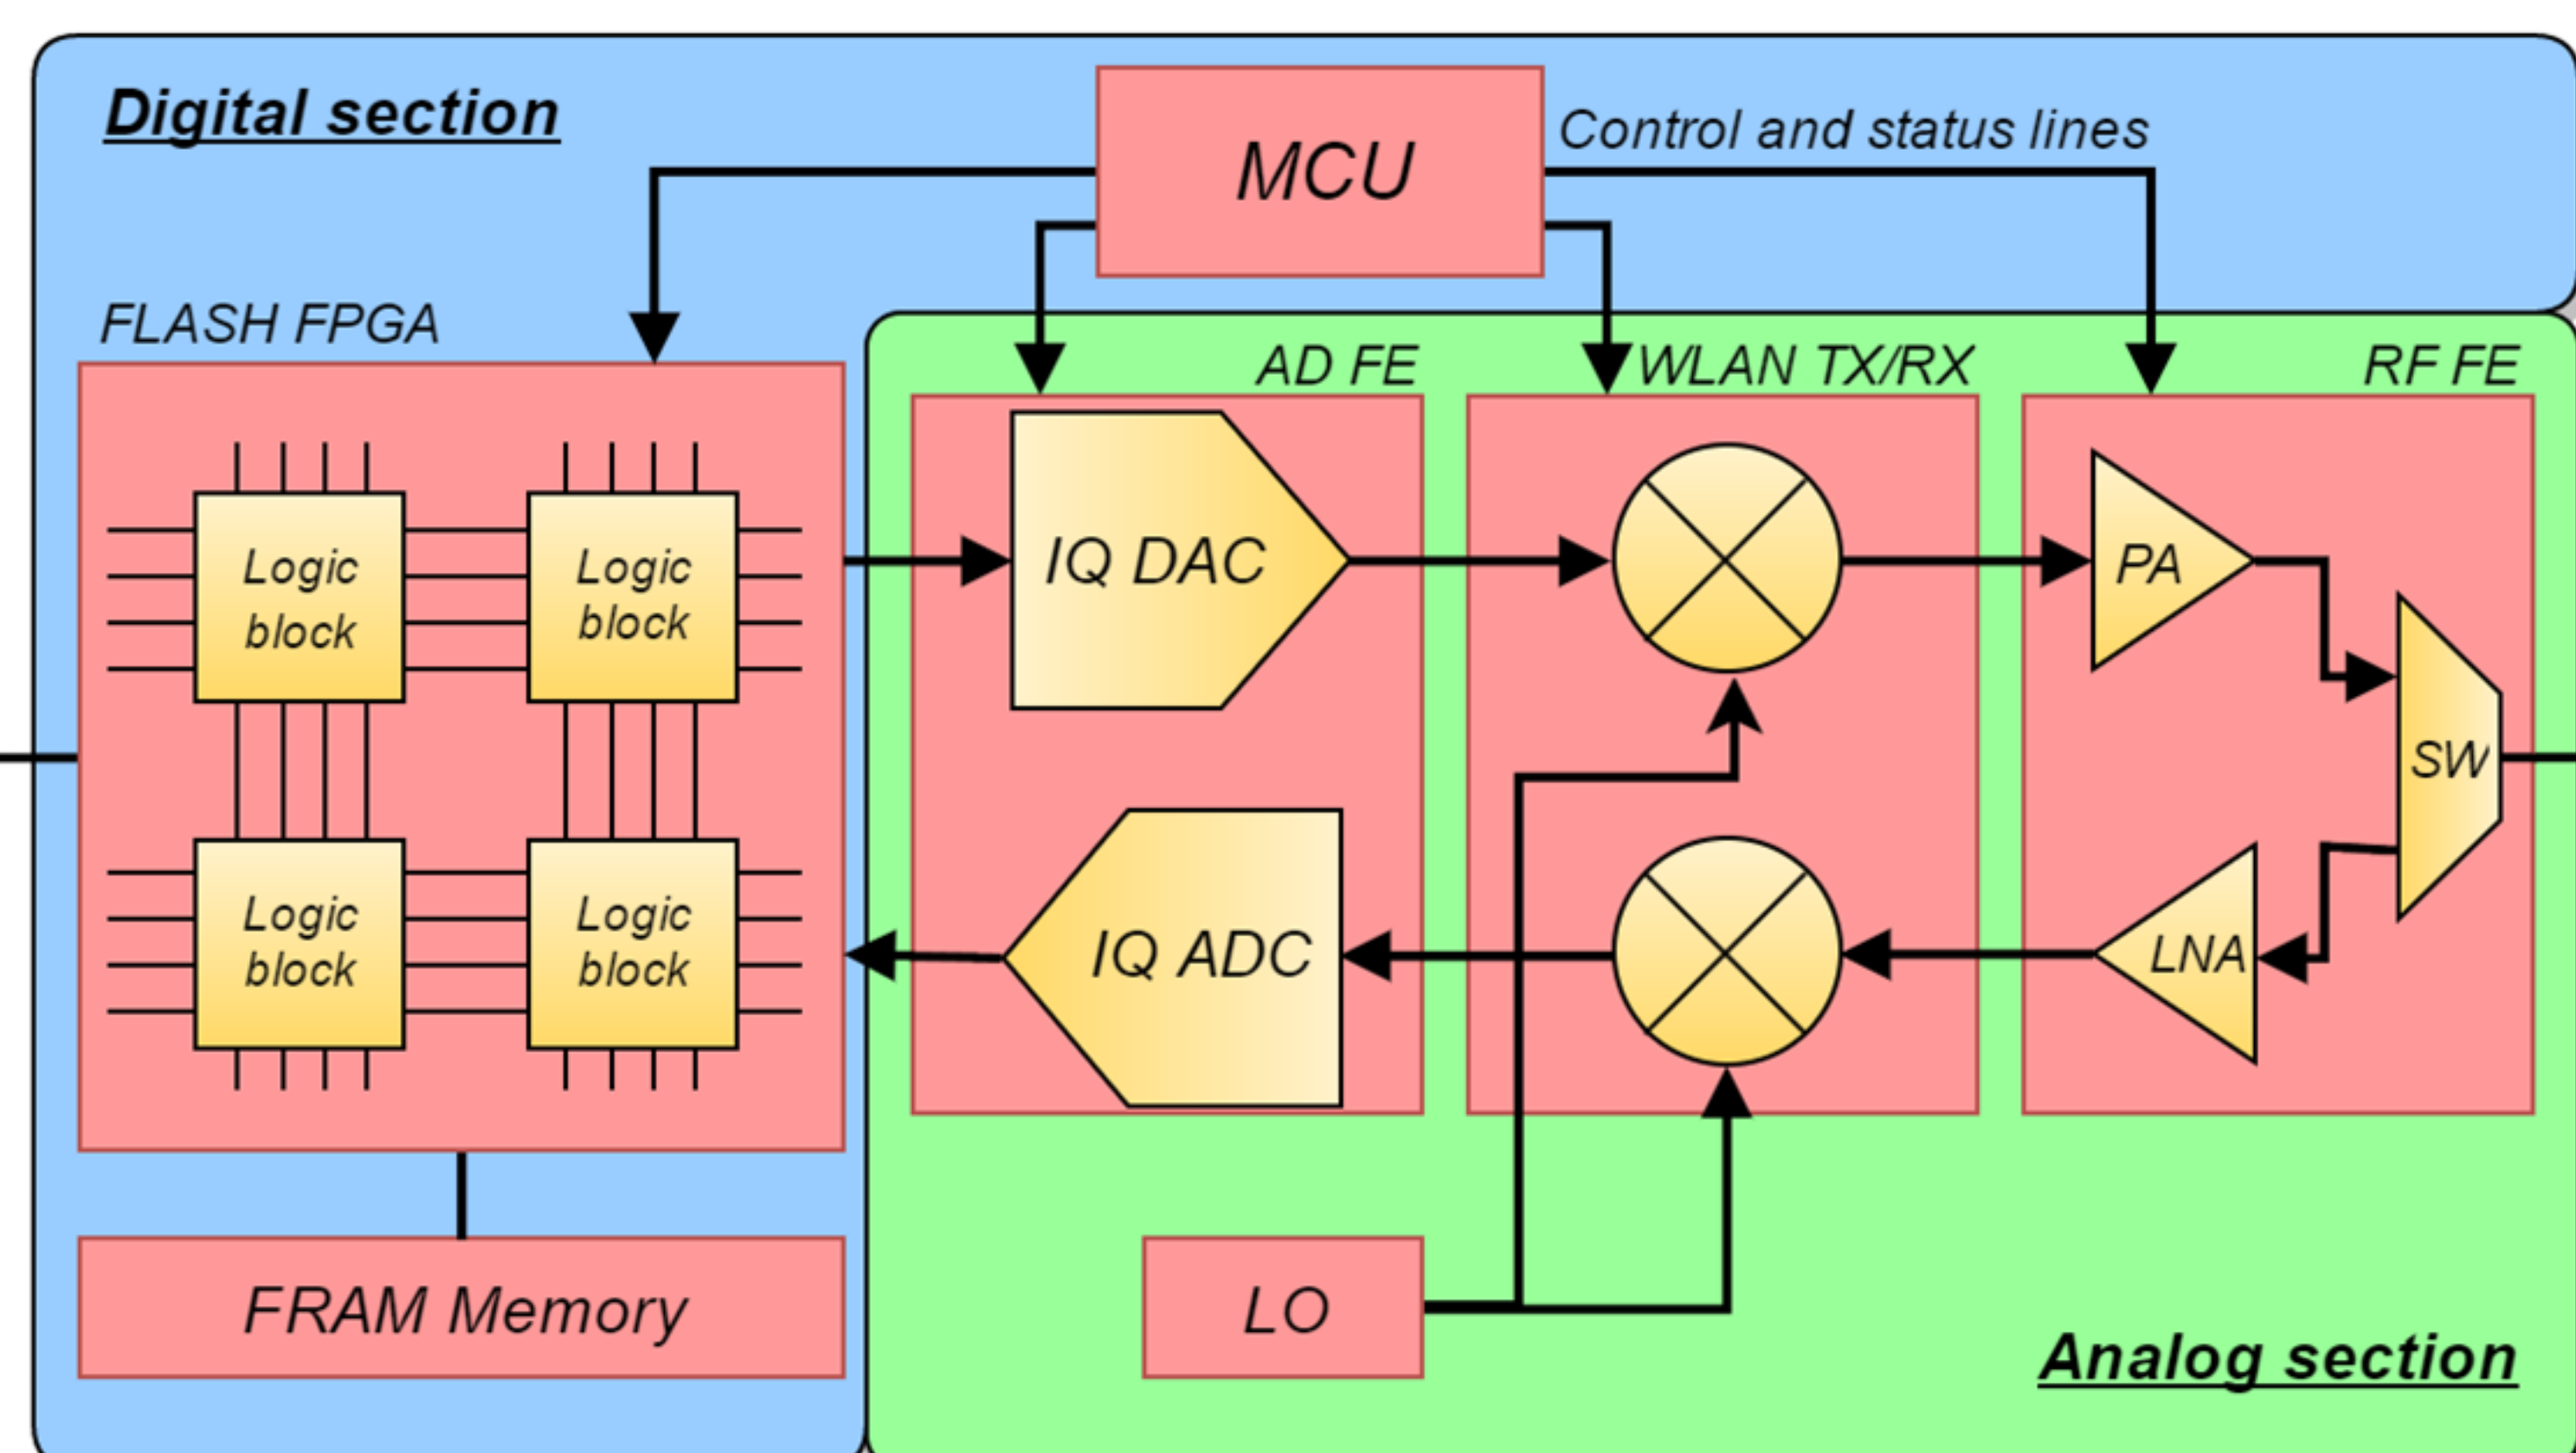 Digital section
MCU
Control and status lines
FLASH FPGA
AD FE
WLAN TX/RX
RF FE
Logic
block
Logic
block
IQ DAC
PA
SW
Logic
block
Logic
block
IQ ADC
LNA
FRAM Memory
LO
Analog section